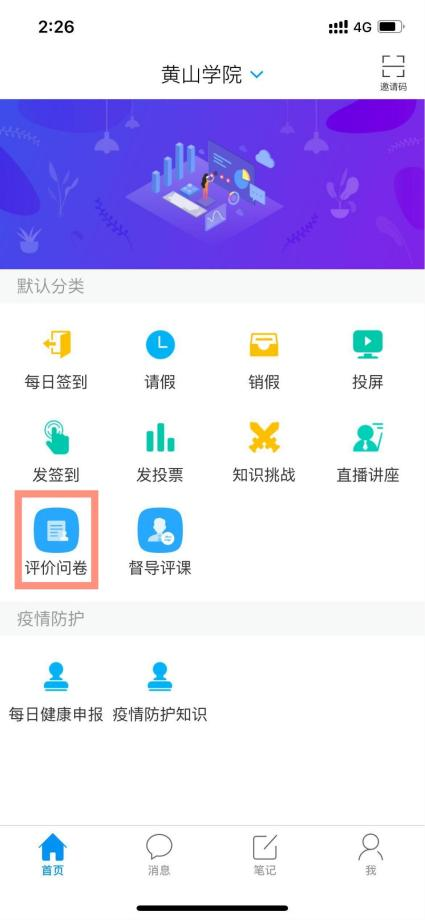 2:26
4G
黄山学院
邀请码
默认分类
每日签到 请假 销假 投屏
发签到 发投票 知识挑战 直播讲座
评价问卷 督导评课
疫情防护
每日健康申报 疫情防护知识
首页 消息 笔记 我